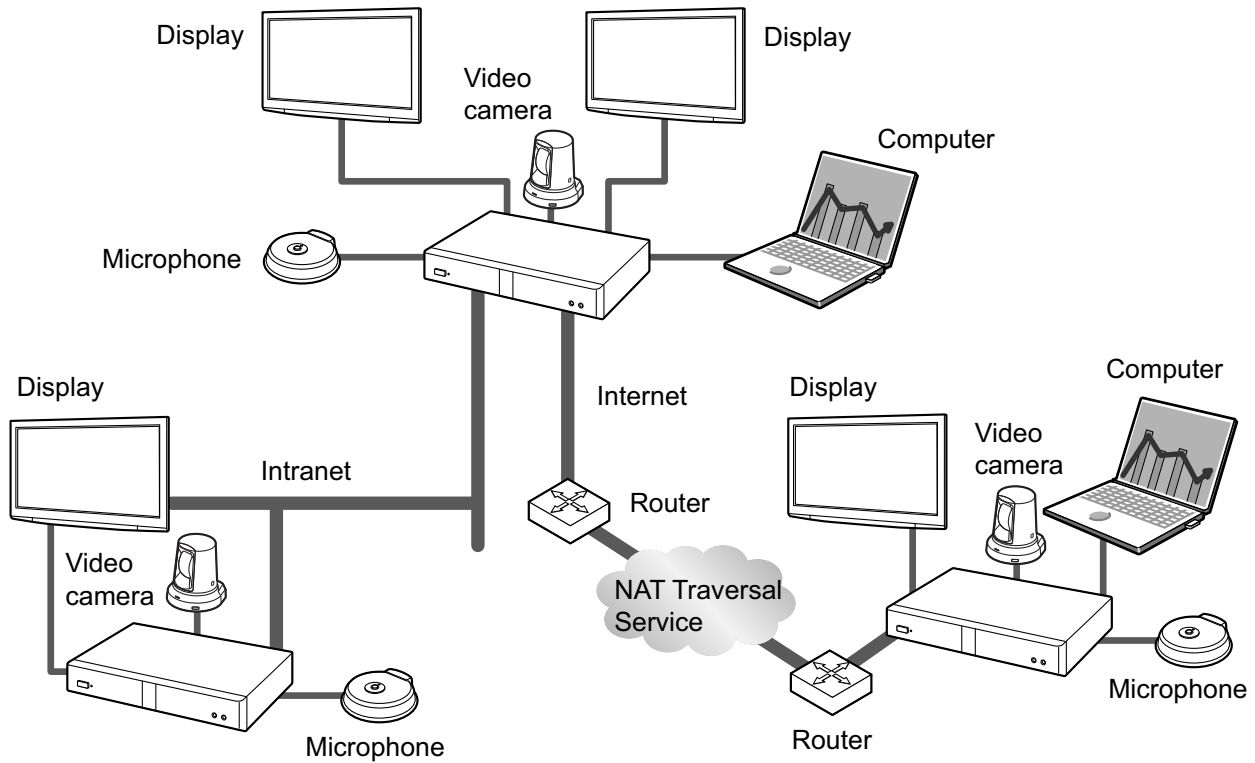 Display
Display
Video
camera
Computer
Microphone
Display
Internet
Display
Computer
Intranet
Video
camera
Router
Video
camera
NAT Traversal
Service
Microphone
Router
Microphone